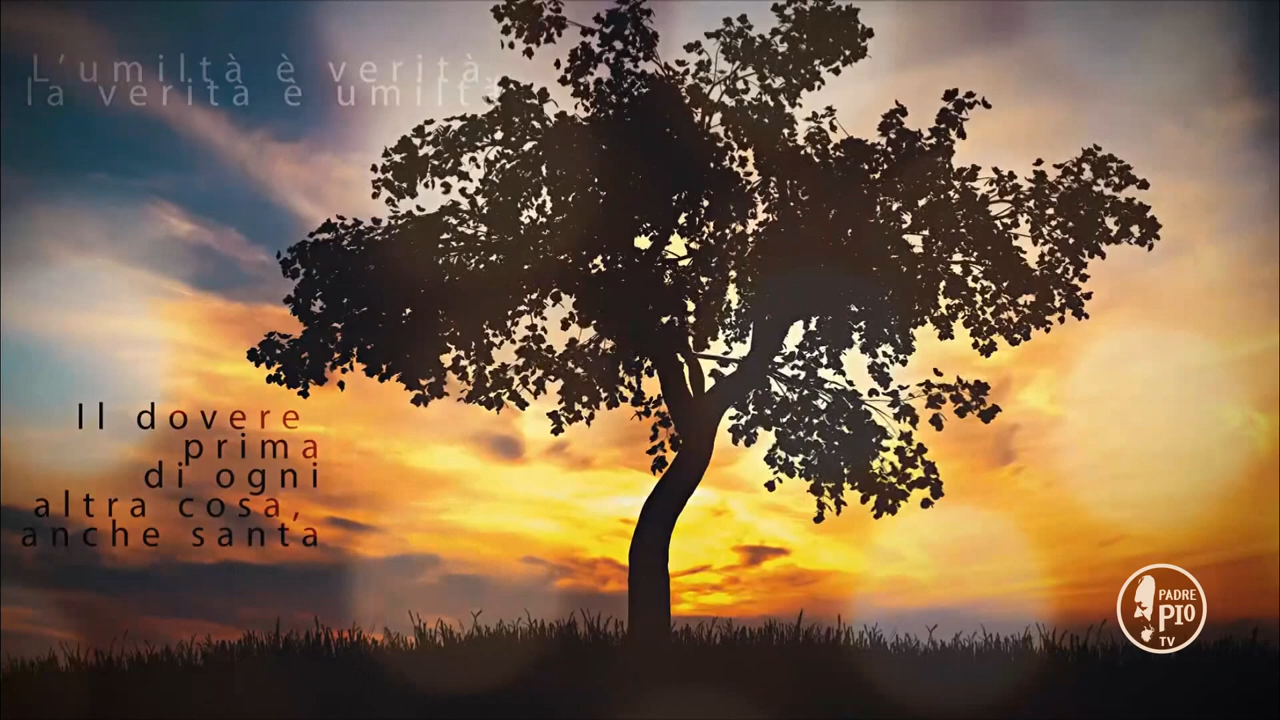 L'umiltà è verità,
la verità è umiltà
Il dovere
prima
di ogni
altra cosa,
anche santa
PADRE
PIO
TV